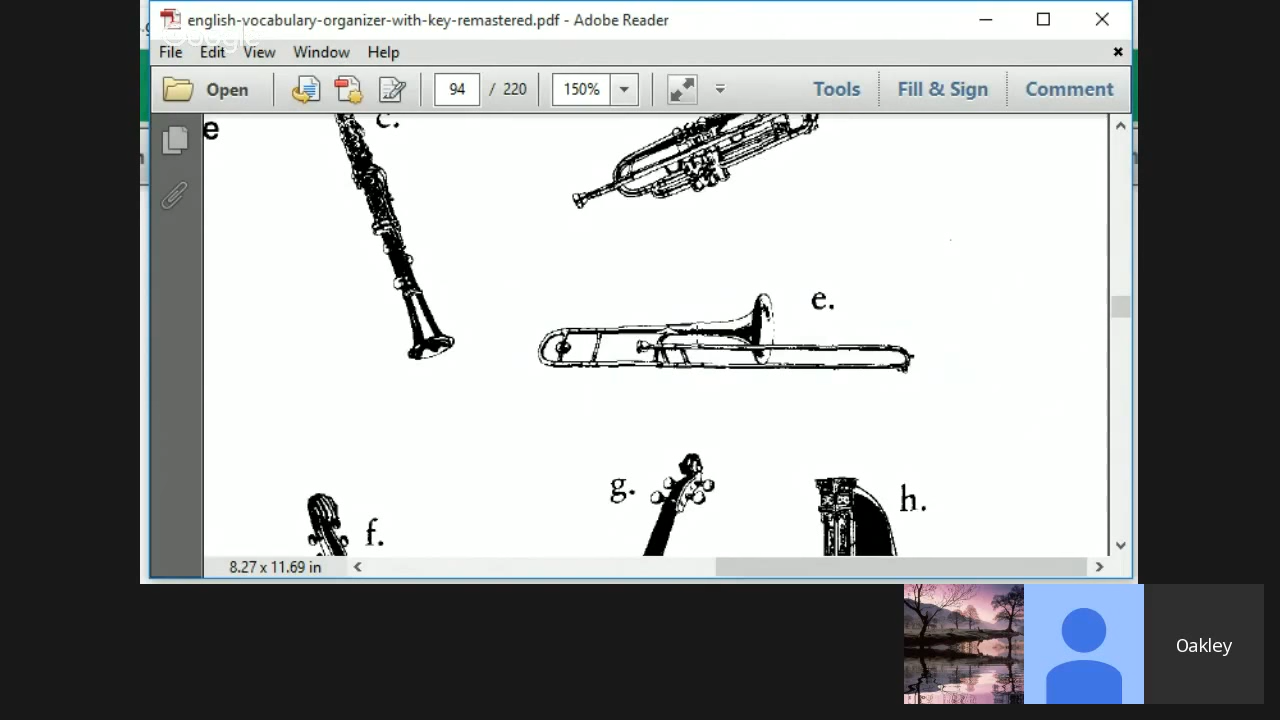 english-vocabulary-organizer-with-key-remastered.pdf - Adobe Reader
Google
File Edit View Window Help
Open 94 / 220 150% Tools Fill & Sign Comment
e
c.
e.
g.
h.
f.
8.27 x 11.69 in
Oakley